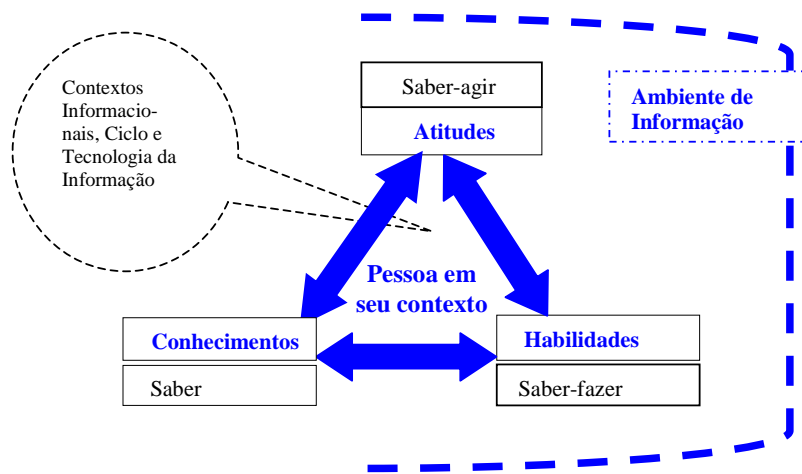 Contextos
Informacio-
nais, Ciclo e
Tecnologia da
Informação
Saber-agir
Atitudes
Ambiente de
Informação
Pessoa em
seu contexto
Conhecimentos
Saber
Habilidades
Saber-fazer